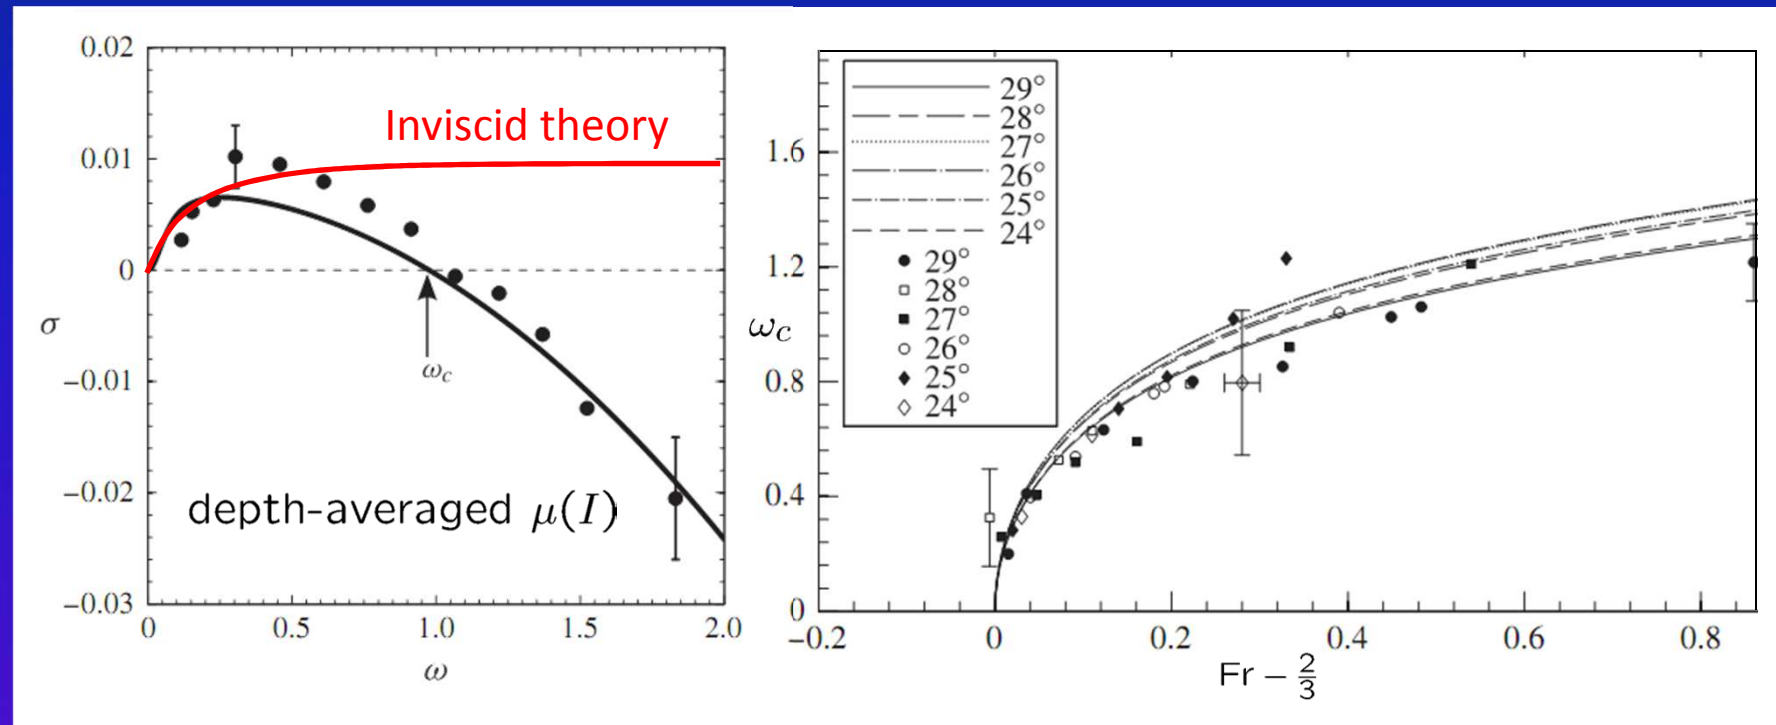 0.02
0.01
0
−0.01
−0.02
−0.03
σ
Inviscid theory
ω_c
depth-averaged μ(I)
0 0.5 1.0 1.5 2.0
ω
1.6
1.2
0.8
0.4
0
ω_c
29°
28°
27°
26°
25°
24°
29°
28°
27°
26°
25°
24°
−0.2 0 0.2 0.4 0.6 0.8
Fr − 2/3